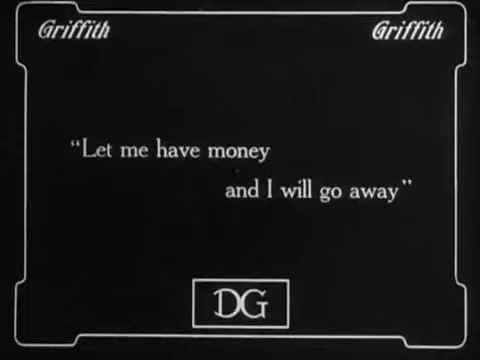 Griffith Griffith
“Let me have money
and I will go away”
DG